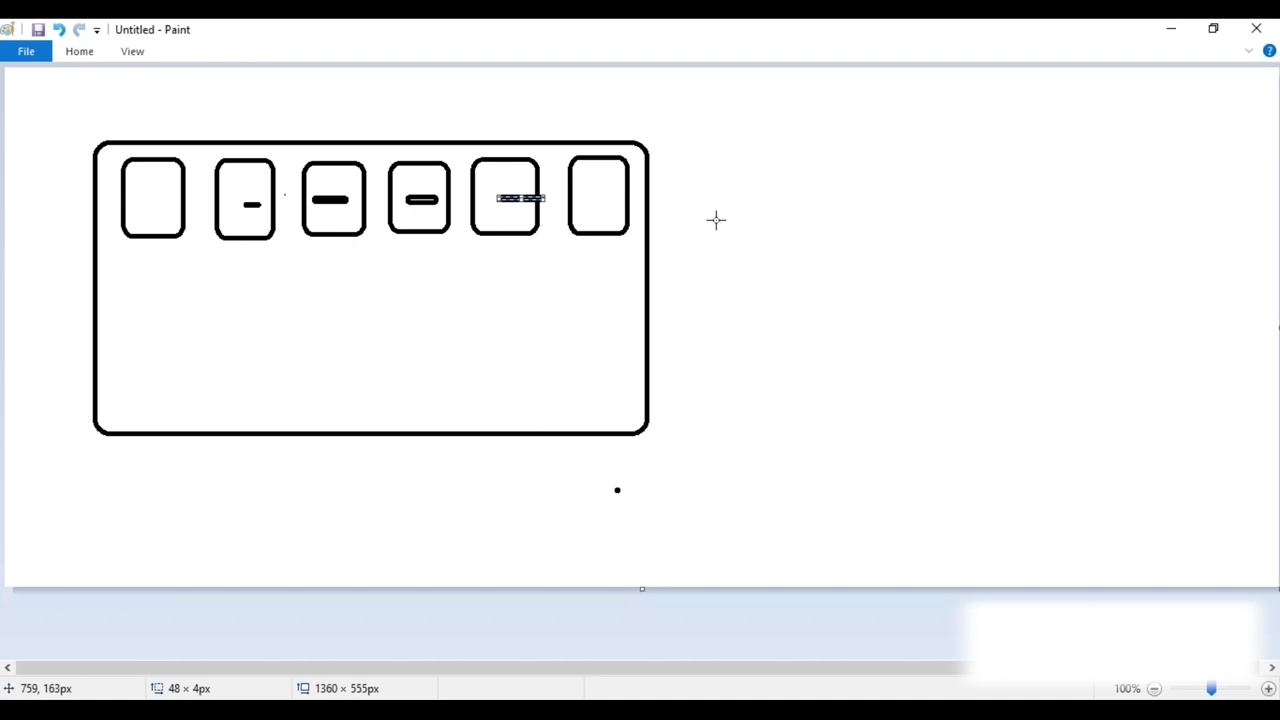 Untitled - Paint
File Home View
759, 163px 48 × 4px 1360 × 555px 100%